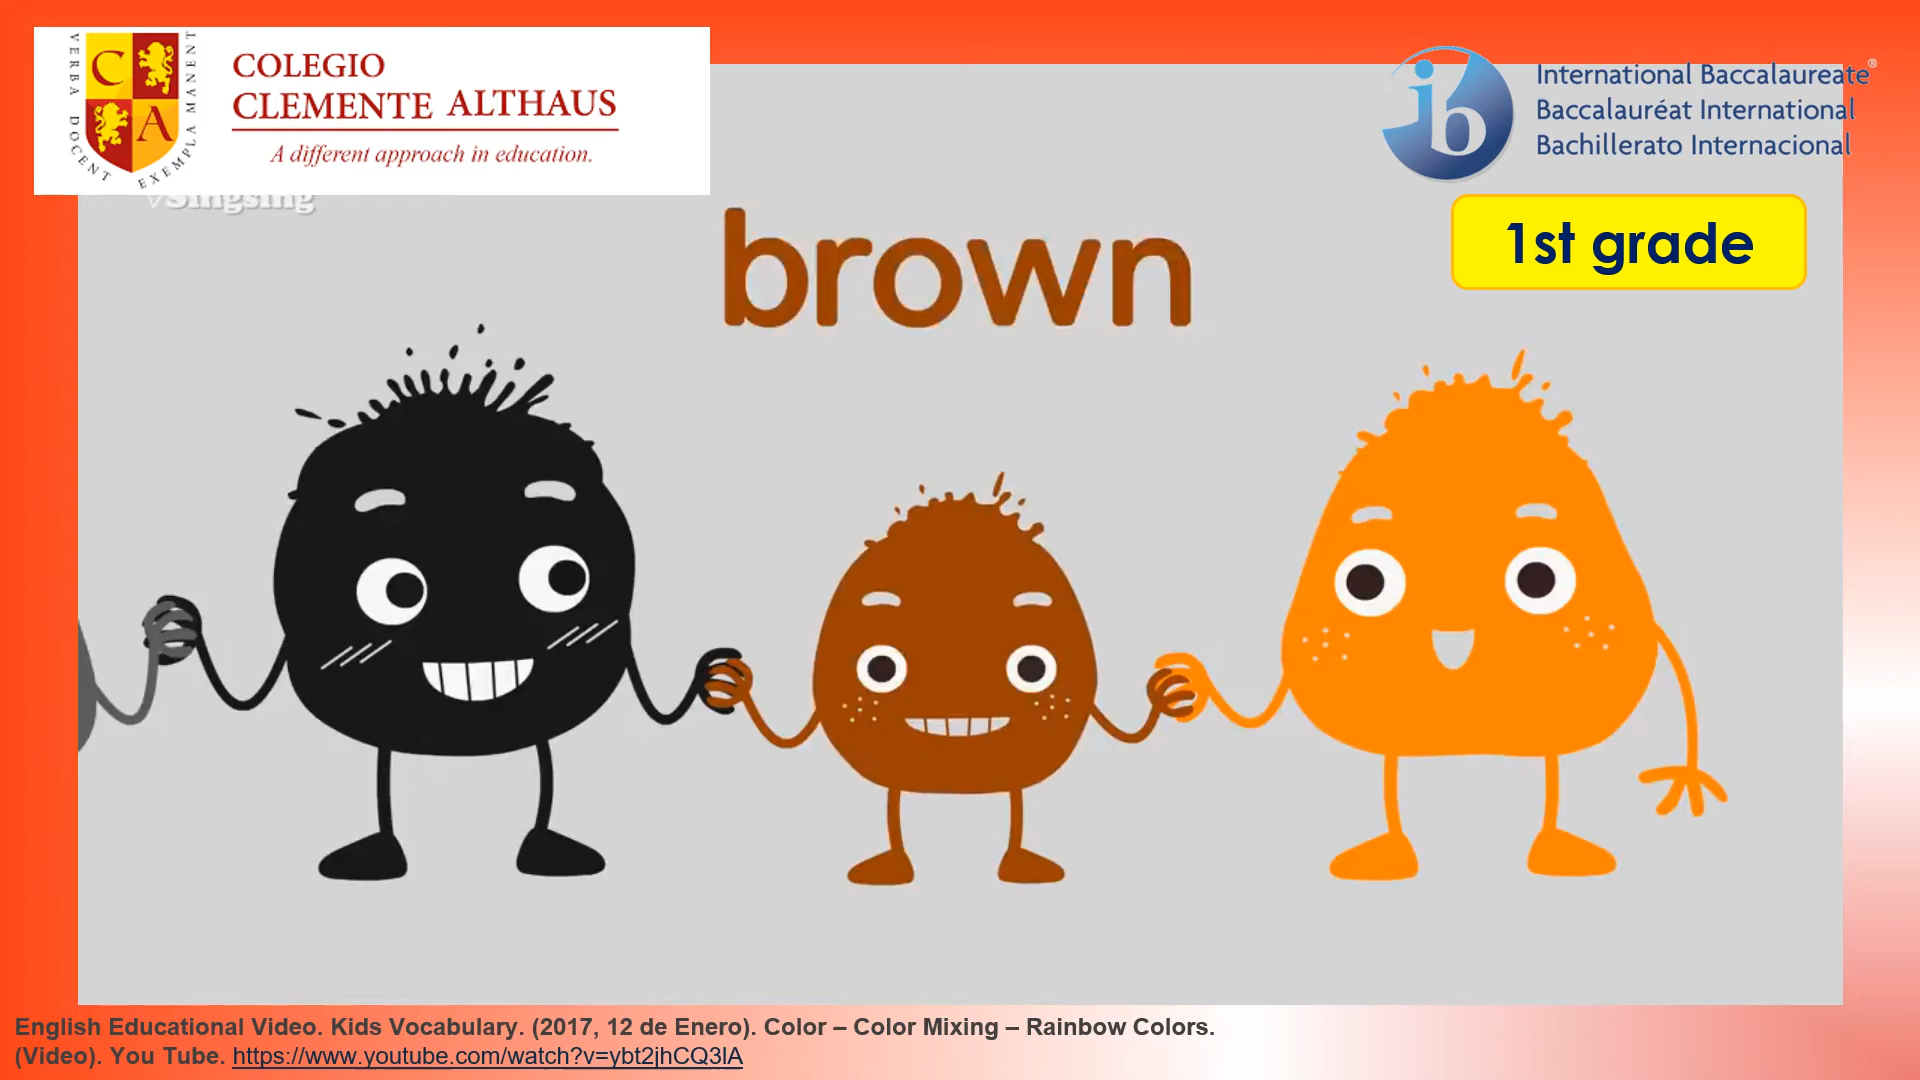 VERBA DOCENT EXEMPLA MANENT
C
A
COLEGIO
CLEMENTE ALTHAUS
A different approach in education.
Singsing
ib
International Baccalaureate®
Baccalauréat International
Bachillerato Internacional
1st grade
brown
English Educational Video. Kids Vocabulary. (2017, 12 de Enero). Color – Color Mixing – Rainbow Colors.
(Video). You Tube. https://www.youtube.com/watch?v=ybt2jhCQ3lA